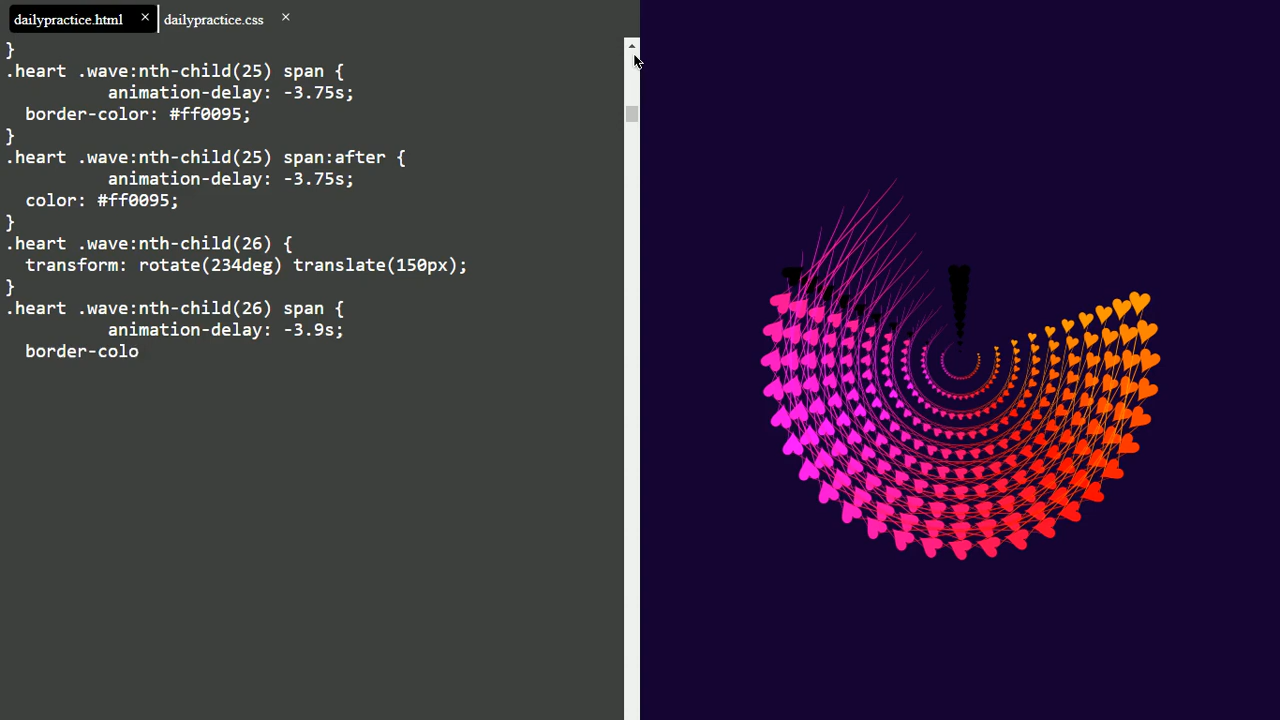 dailypractice.html × dailypractice.css ×
}
.heart .wave:nth-child(25) span {
animation-delay: -3.75s;
border-color: #ff0095;
}
.heart .wave:nth-child(25) span:after {
animation-delay: -3.75s;
color: #ff0095;
}
.heart .wave:nth-child(26) {
transform: rotate(234deg) translate(150px);
}
.heart .wave:nth-child(26) span {
animation-delay: -3.9s;
border-colo